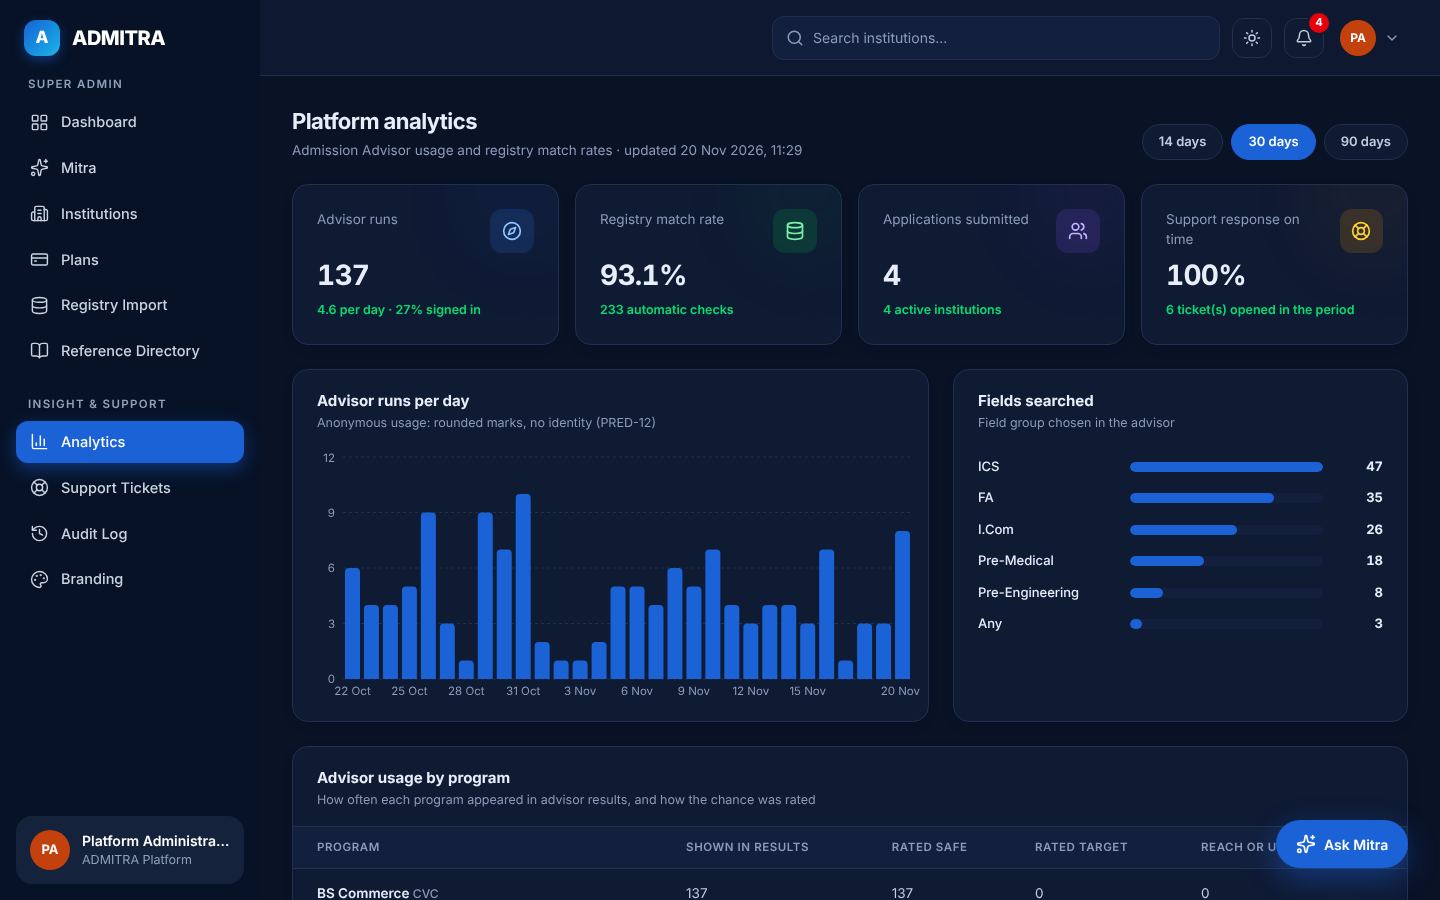 A ADMITRA
SUPER ADMIN
Dashboard
Mitra
Institutions
Plans
Registry Import
Reference Directory
INSIGHT & SUPPORT
Analytics
Support Tickets
Audit Log
Branding
PA Platform Administra...
ADMITRA Platform
Search institutions...
4
PA
Platform analytics
Admission Advisor usage and registry match rates · updated 20 Nov 2026, 11:29
14 days 30 days 90 days
Advisor runs
137
4.6 per day · 27% signed in
Registry match rate
93.1%
233 automatic checks
Applications submitted
4
4 active institutions
Support response on
time
100%
6 ticket(s) opened in the period
Advisor runs per day
Anonymous usage: rounded marks, no identity (PRED-12)
12
9
6
3
0
22 Oct 25 Oct 28 Oct 31 Oct 3 Nov 6 Nov 9 Nov 12 Nov 15 Nov 20 Nov
Fields searched
Field group chosen in the advisor
ICS 47
FA 35
I.Com 26
Pre-Medical 18
Pre-Engineering 8
Any 3
Advisor usage by program
How often each program appeared in advisor results, and how the chance was rated
PROGRAM SHOWN IN RESULTS RATED SAFE RATED TARGET REACH OR U
BS Commerce CVC 137 137 0 0
Ask Mitra